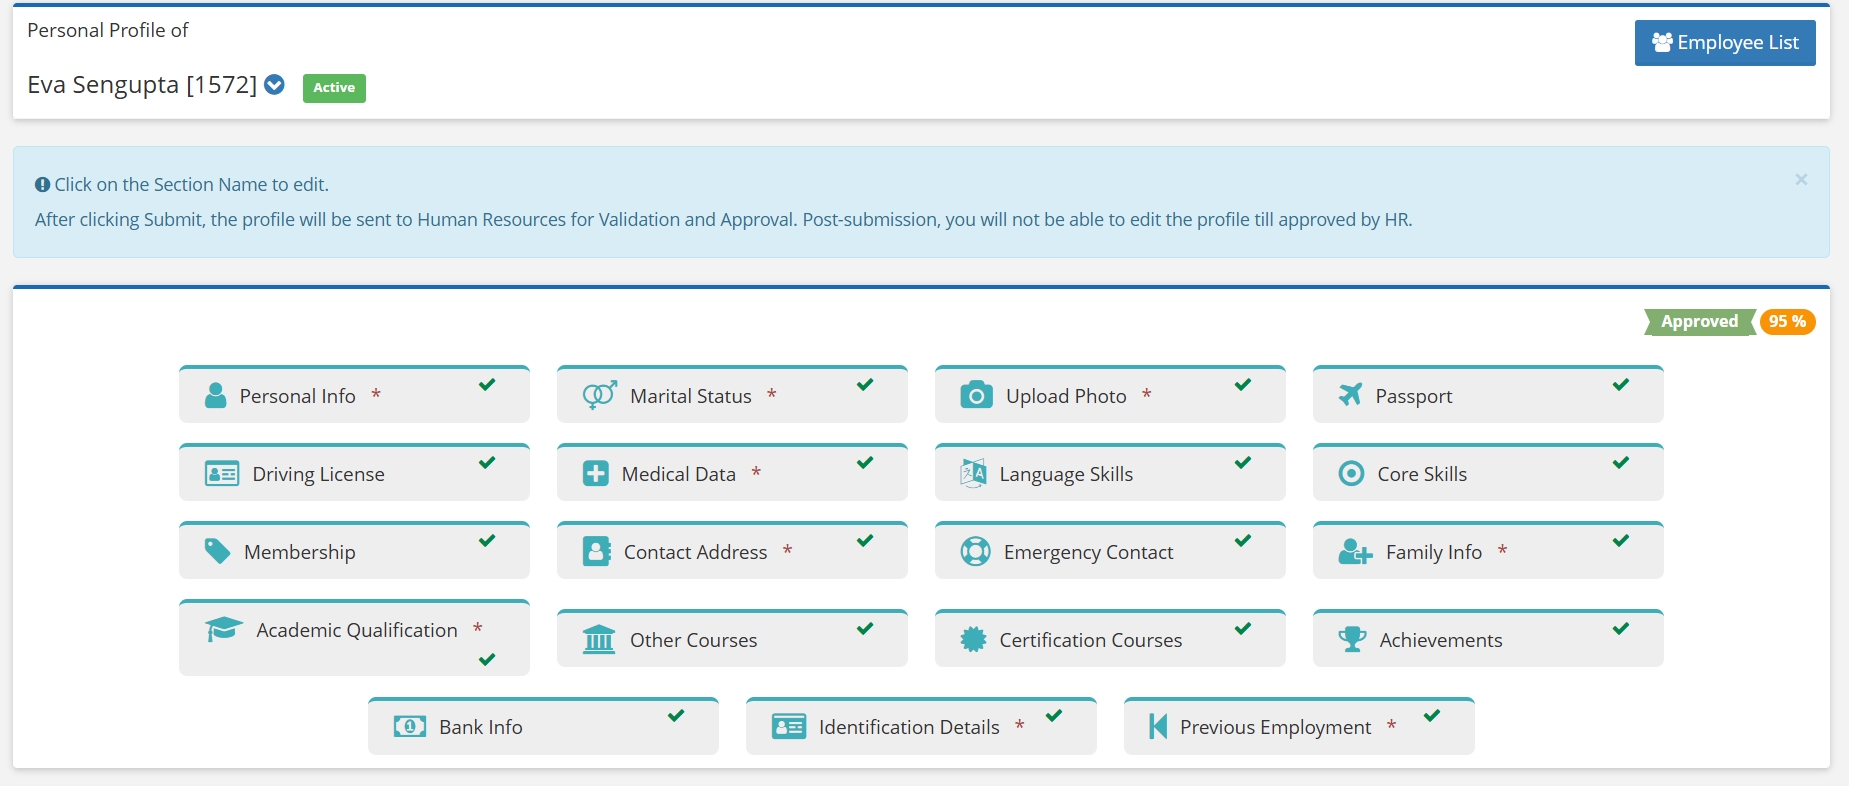 Personal Profile of
Employee List
Eva Sengupta [1572]
Active
Click on the Section Name to edit.
×
After clicking Submit, the profile will be sent to Human Resources for Validation and Approval. Post-submission, you will not be able to edit the profile till approved by HR.
Approved 95 %
Personal Info *
Marital Status *
Upload Photo *
Passport
Driving License
Medical Data *
Language Skills
Core Skills
Membership
Contact Address *
Emergency Contact
Family Info *
Academic Qualification *
Other Courses
Certification Courses
Achievements
Bank Info
Identification Details *
Previous Employment *